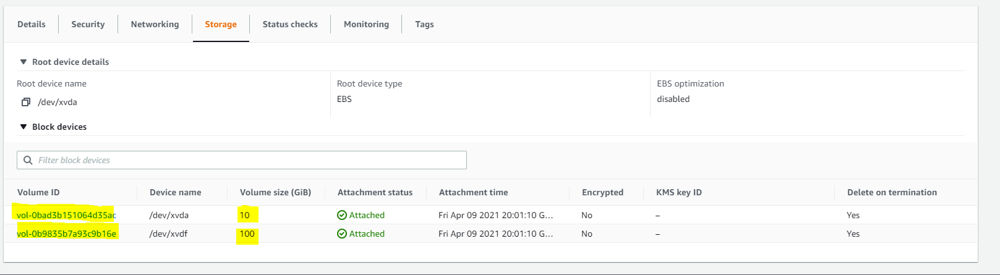 Details Security Networking Storage Status checks Monitoring Tags
Root device details
Root device name Root device type EBS optimization
/dev/xvda EBS disabled
Block devices
Filter block devices
Volume ID Device name Volume size (GiB) Attachment status Attachment time Encrypted KMS key ID Delete on termination
vol-0bad3b151064d35ac /dev/xvda 10 Attached Fri Apr 09 2021 20:01:10 G... No – Yes
vol-0b9835b7a93c9b16e /dev/xvdf 100 Attached Fri Apr 09 2021 20:01:10 G... No – Yes